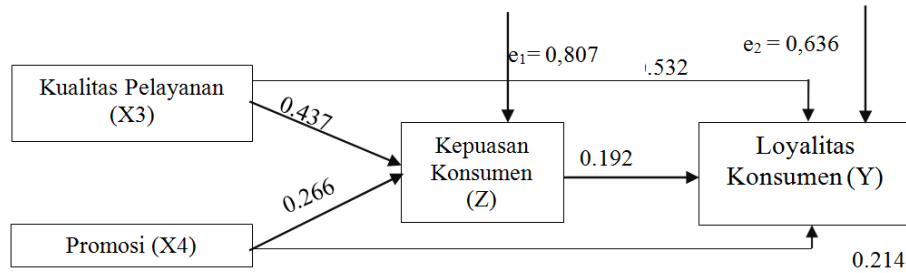 e₁= 0,807
e₂ = 0,636
.532
Kualitas Pelayanan
(X3)
0.437
Kepuasan
Konsumen
(Z)
0.192
Loyalitas
Konsumen (Y)
0.266
Promosi (X4)
0.214